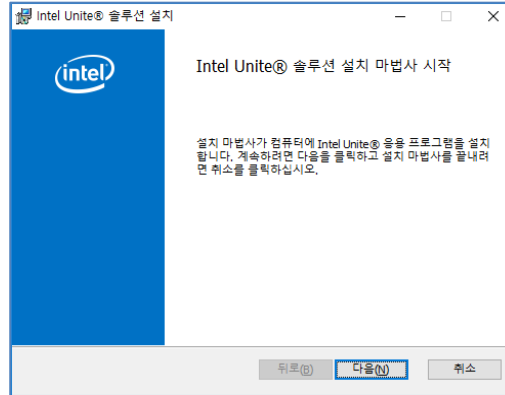 Intel Unite® 솔루션 설치
intel
Intel Unite® 솔루션 설치 마법사 시작
설치 마법사가 컴퓨터에 Intel Unite® 응용 프로그램을 설치
합니다. 계속하려면 다음을 클릭하고 설치 마법사를 끝내려
면 취소를 클릭하십시오.
뒤로(B) 다음(N) 취소